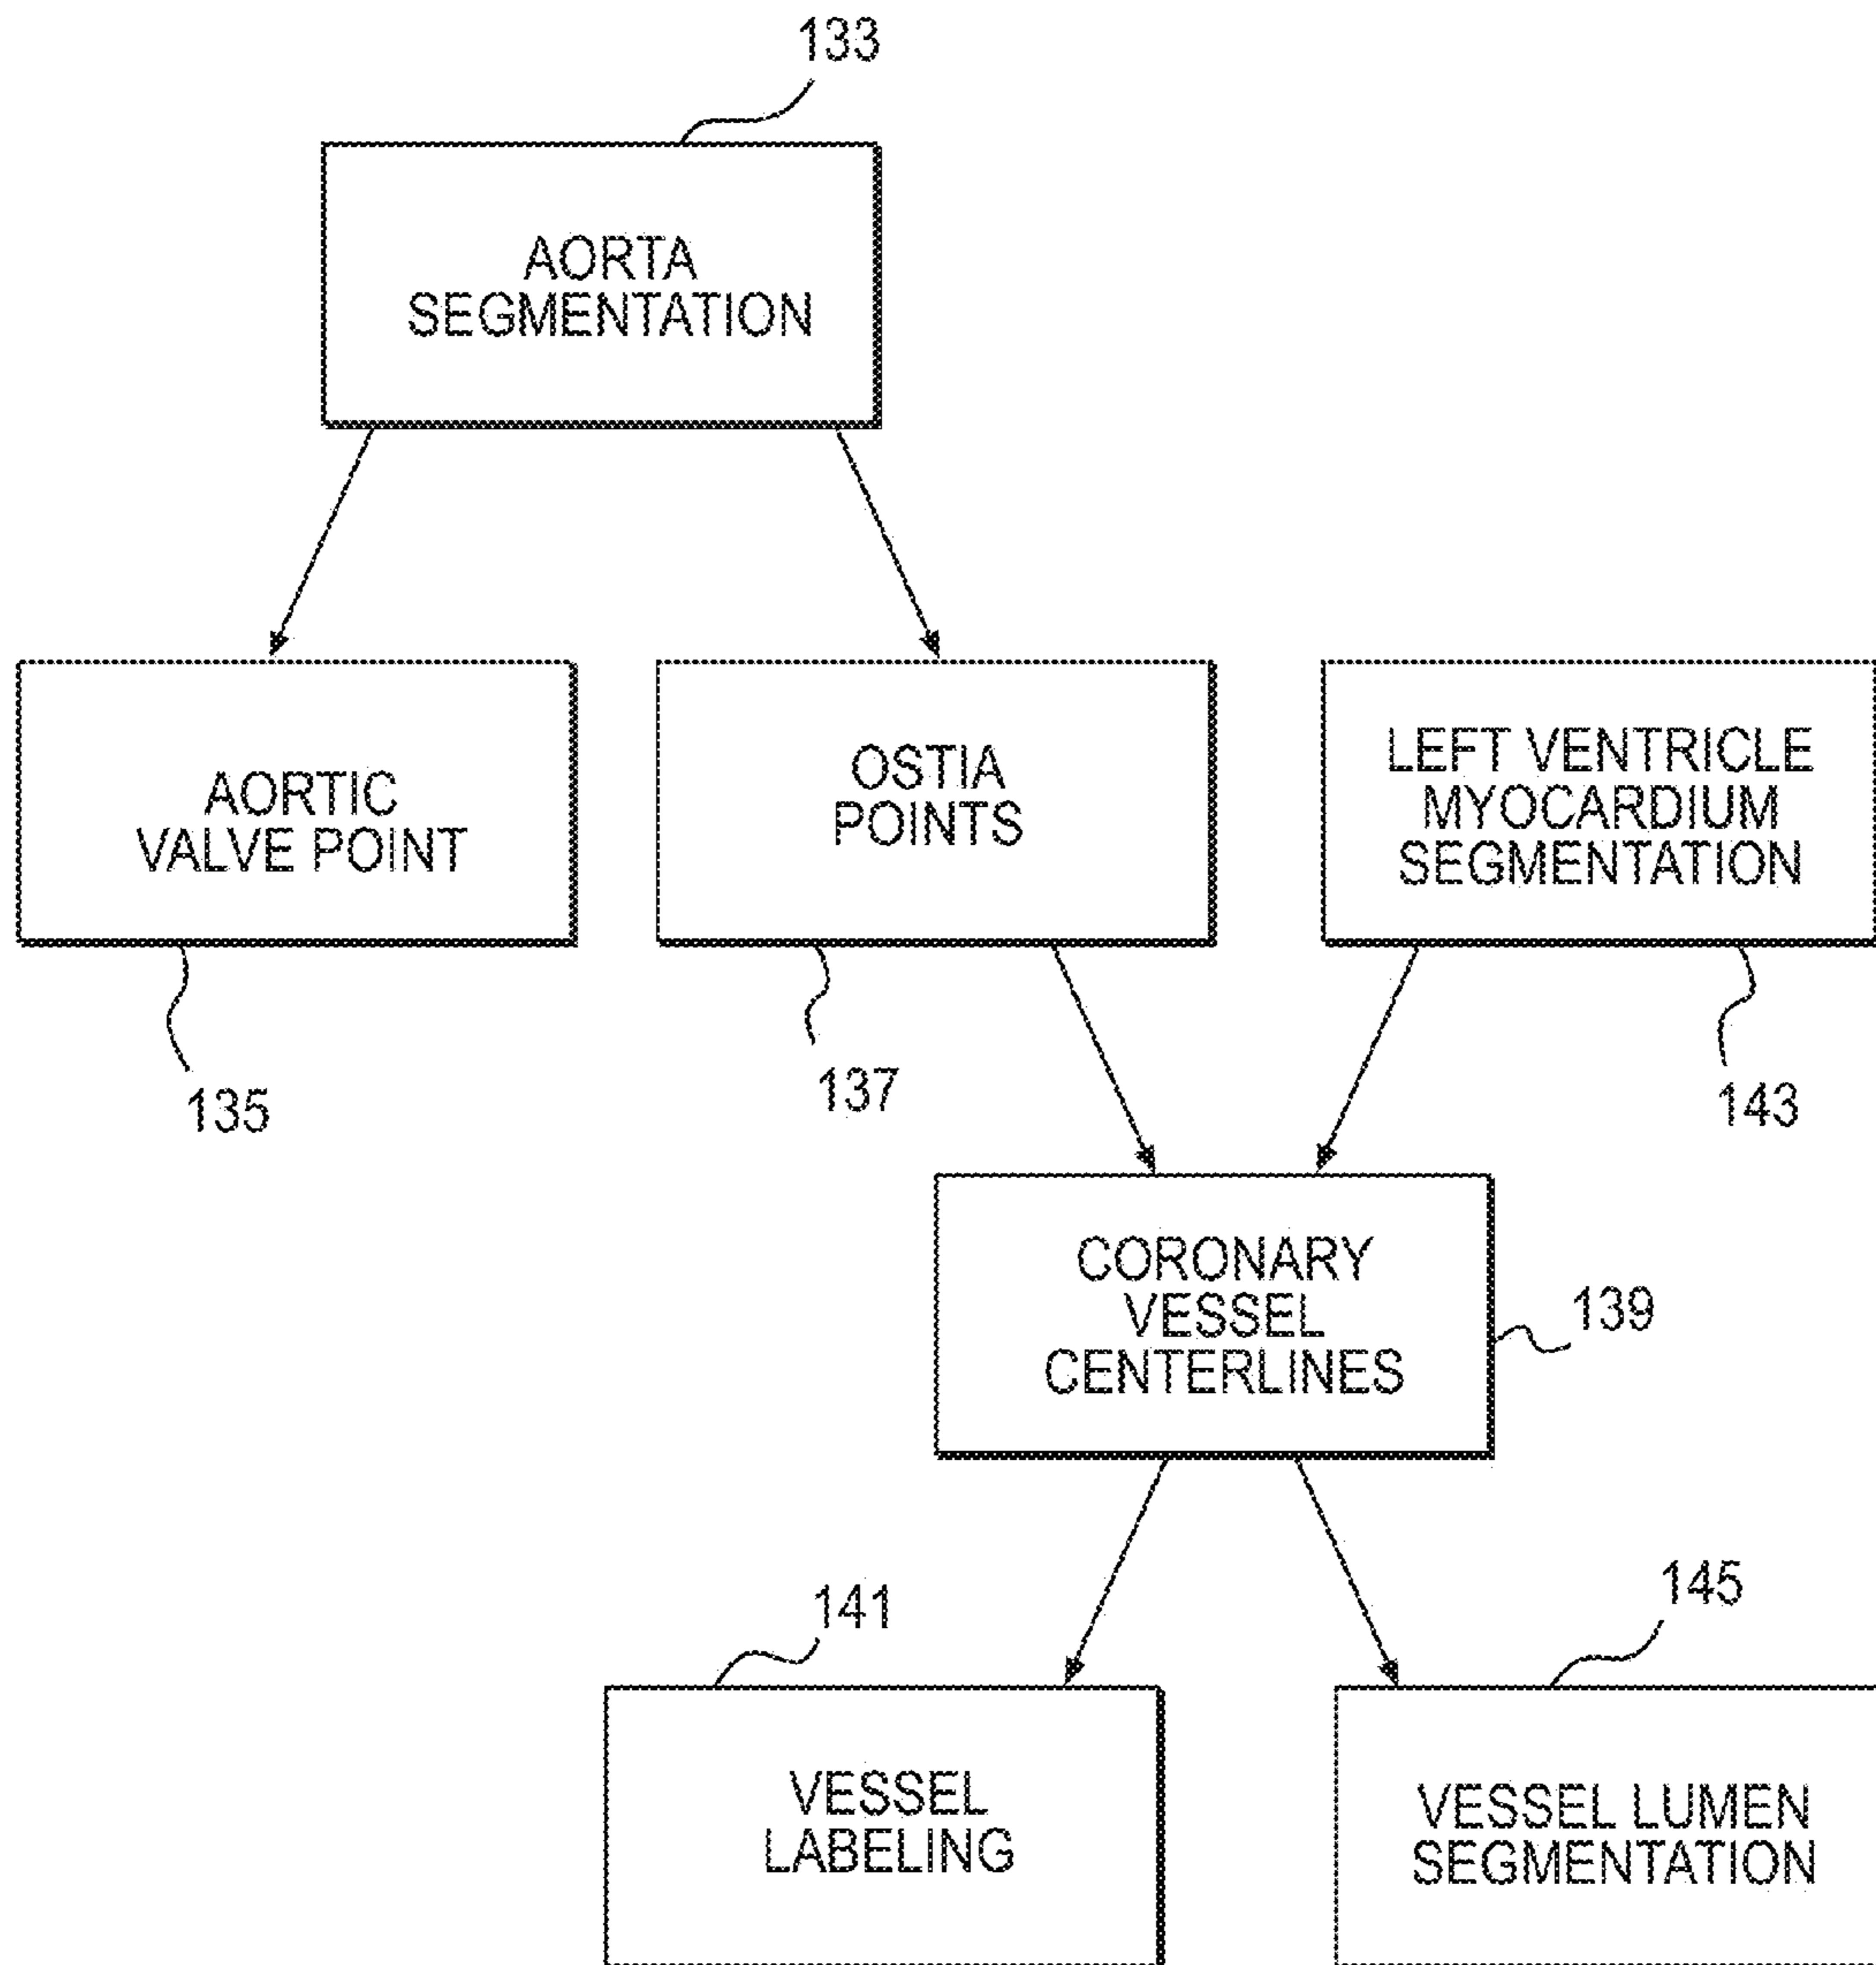 133
AORTA
SEGMENTATION
AORTIC
VALVE POINT
OSTIA
POINTS
LEFT VENTRICLE
MYOCARDIUM
SEGMENTATION
135
137
143
CORONARY
VESSEL
CENTERLINES
139
141
145
VESSEL
LABELING
VESSEL LUMEN
SEGMENTATION